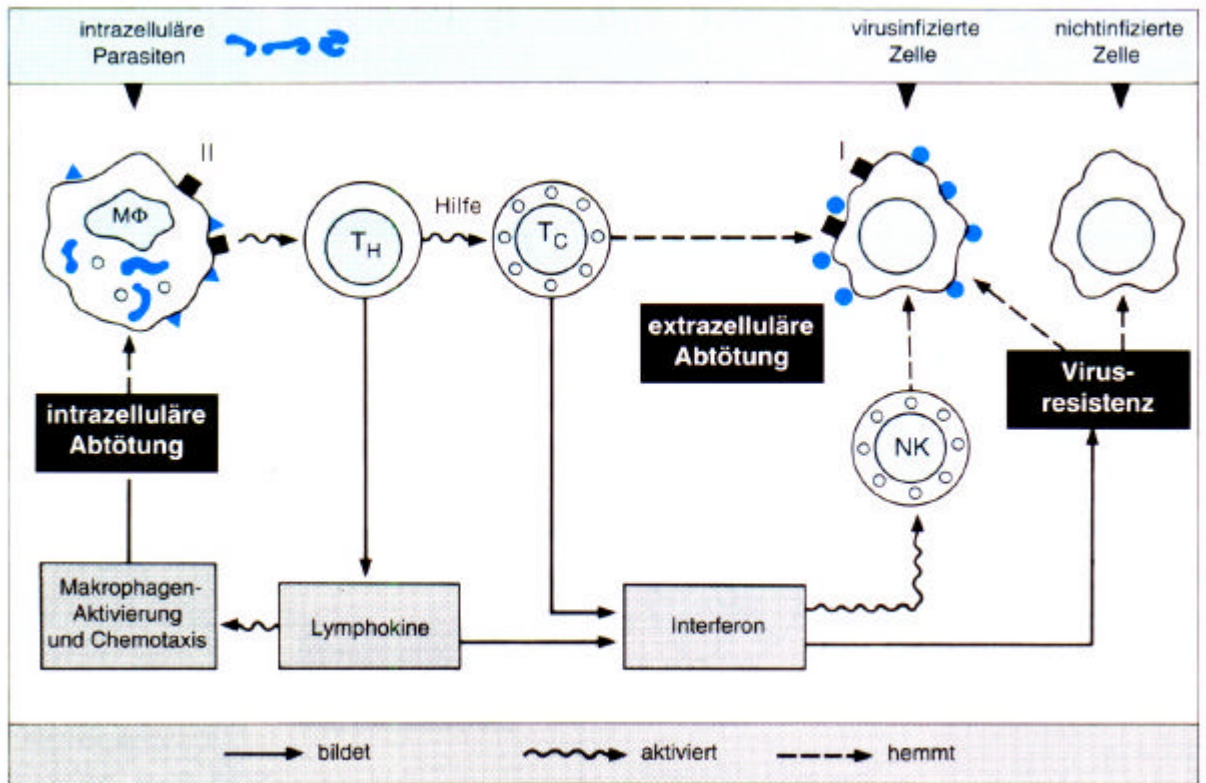 intrazelluläre
Parasiten
virusinfizierte
Zelle
nichtinfizierte
Zelle
II
I
MΦ
TH
Hilfe
TC
extrazelluläre
Abtötung
Virus-
resistenz
intrazelluläre
Abtötung
NK
Makrophagen-
Aktivierung
und Chemotaxis
Lymphokine
Interferon
bildet
aktiviert
hemmt